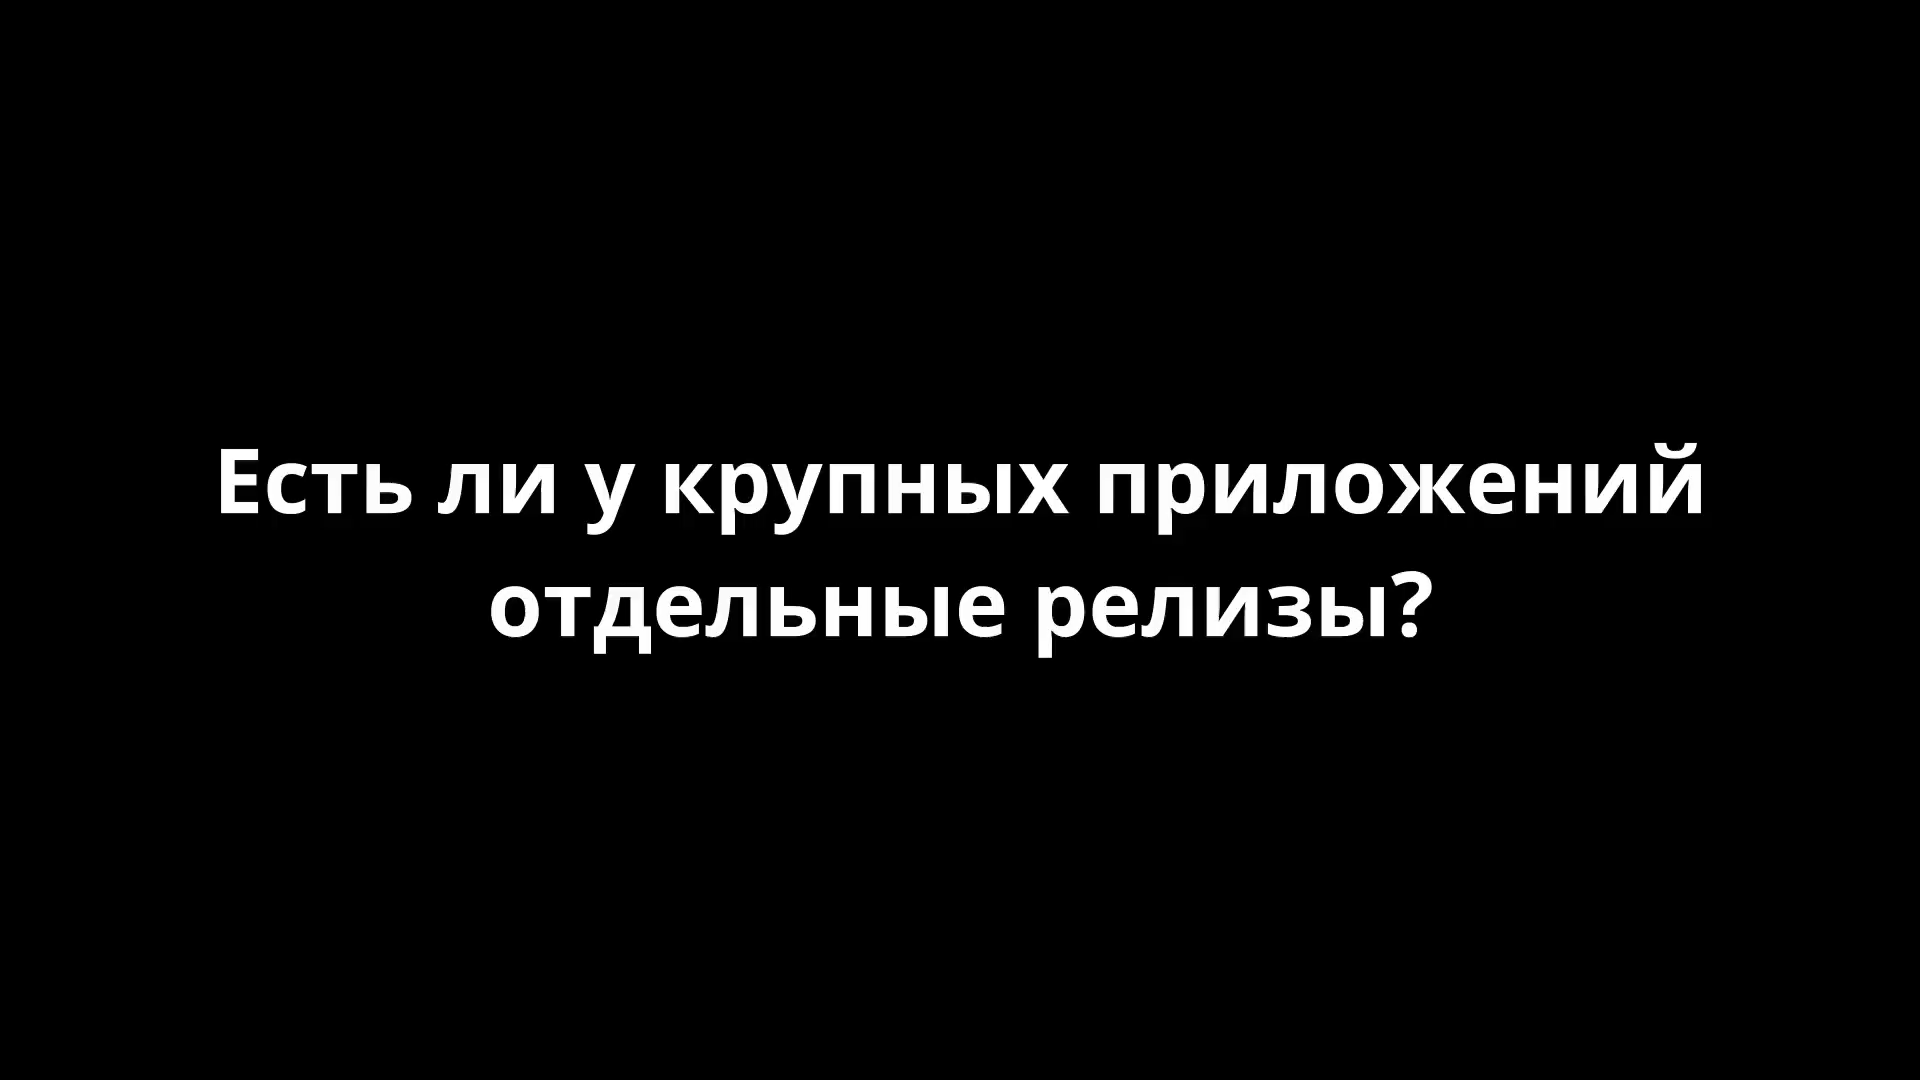 Есть ли у крупных приложений
отдельные релизы?